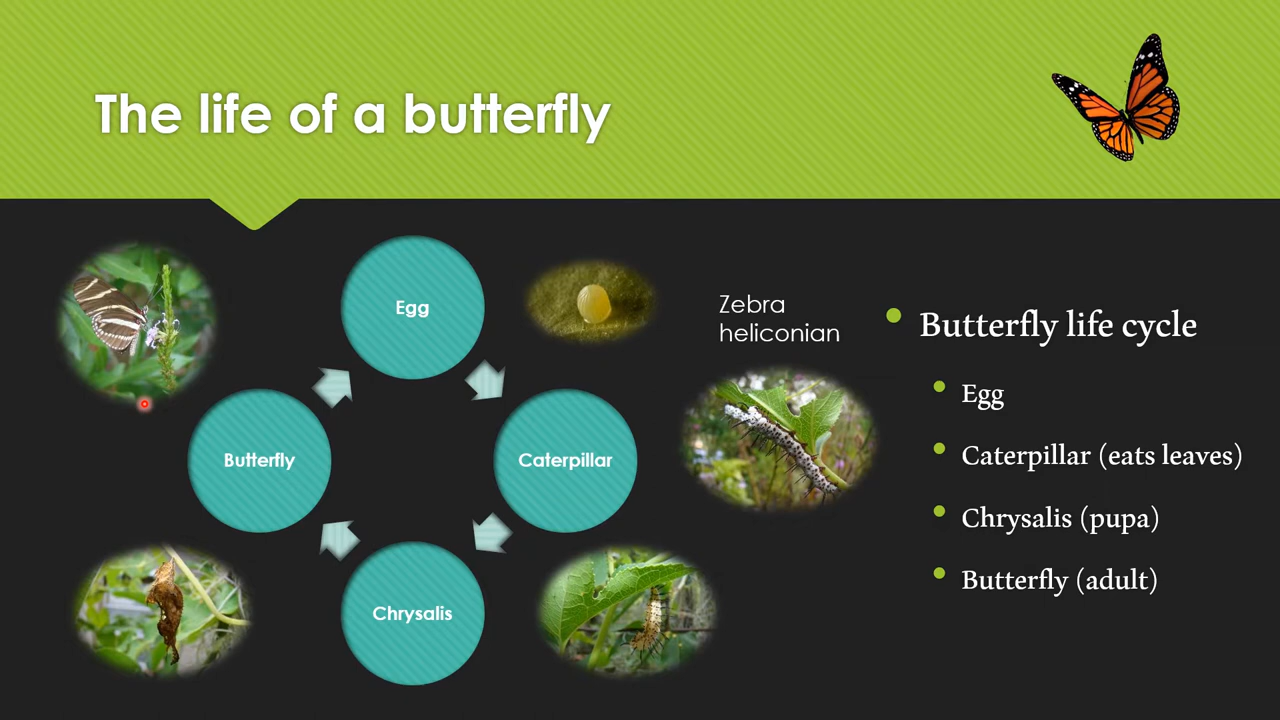 The life of a butterfly
Egg
Caterpillar
Chrysalis
Butterfly
Zebra
heliconian
Butterfly life cycle
Egg
Caterpillar (eats leaves)
Chrysalis (pupa)
Butterfly (adult)